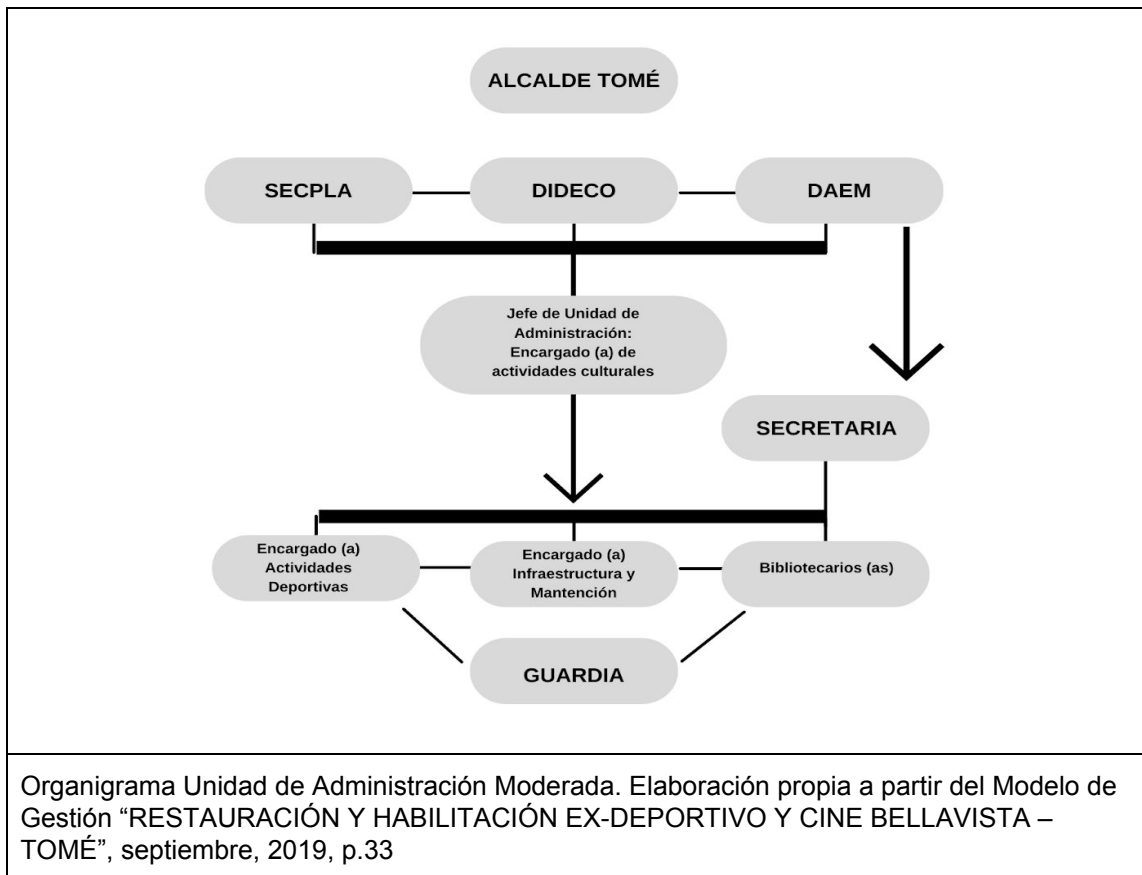 ALCALDE TOMÉ
SECPLA
DIDECO
DAEM
Jefe de Unidad de
Administración:
Encargado (a) de
actividades culturales
SECRETARIA
Encargado (a)
Actividades
Deportivas
Encargado (a)
Infraestructura y
Mantención
Bibliotecarios (as)
GUARDIA
Organigrama Unidad de Administración Moderada. Elaboración propia a partir del Modelo de
Gestión “RESTAURACIÓN Y HABILITACIÓN EX-DEPORTIVO Y CINE BELLAVISTA –
TOMÉ”, septiembre, 2019, p.33